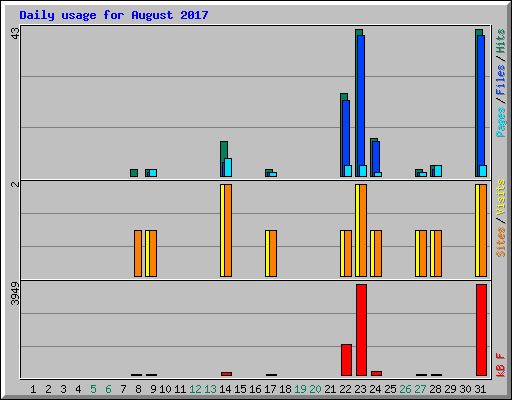 Daily usage for August 2017
43
Pages/Files/Hits
2
Sites/Visits
3949
kB F
1 2 3 4 5 6 7 8 9 10 11 12 13 14 15 16 17 18 19 20 21 22 23 24 25 26 27 28 29 30 31